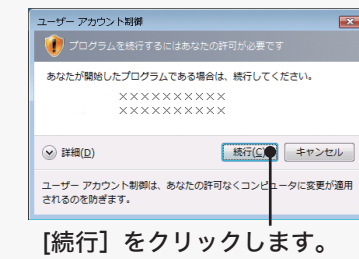 ユーザー アカウント制御
プログラムを続行するにはあなたの許可が必要です
あなたが開始したプログラムである場合は、続行してください。
××××××××××
××××××××××
詳細(D)
続行(C)
キャンセル
ユーザー アカウント制御は、あなたの許可なくコンピュータに変更が適用
されるのを防ぎます。
[続行］をクリックします。